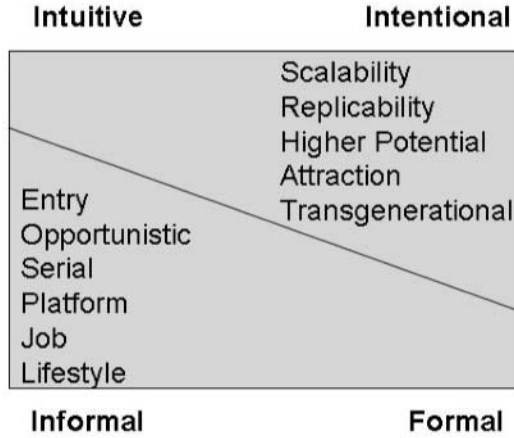 Intuitive Intentional
Scalability
Replicability
Higher Potential
Attraction
Transgenerational
Entry
Opportunistic
Serial
Platform
Job
Lifestyle
Informal Formal